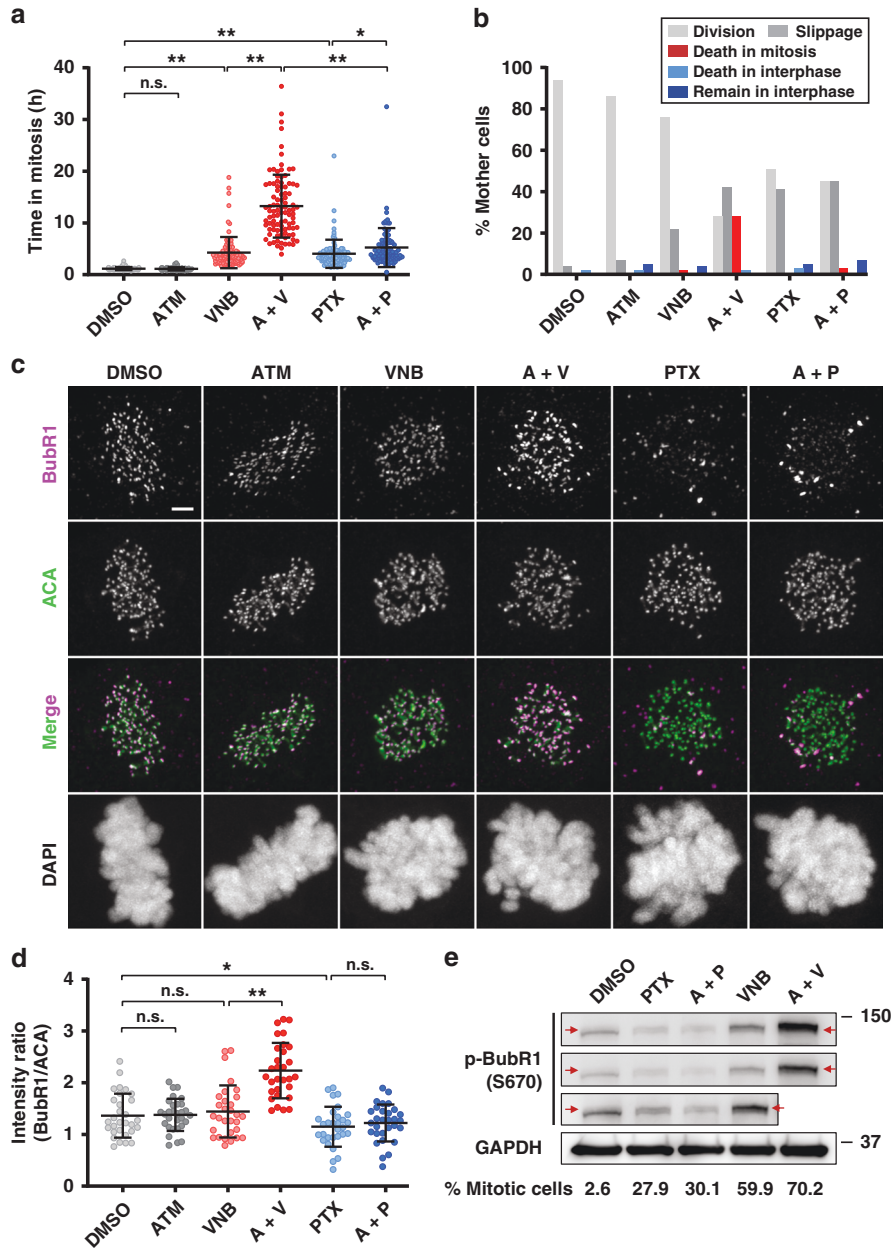 a
** *
** ** **
n.s.
Time in mitosis (h)
40
30
20
10
0
DMSO ATM VNB A + V PTX A + P
b
Division Slippage
Death in mitosis
Death in interphase
Remain in interphase
% Mother cells
100
80
60
40
20
0
DMSO ATM VNB A + V PTX A + P
c
DMSO ATM VNB A + V PTX A + P
BubR1
ACA
Merge
DAPI
d
* n.s.
n.s. **
n.s.
Intensity ratio
(BubR1/ACA)
4
3
2
1
0
DMSO ATM VNB A + V PTX A + P
e
DMSO PTX A + P VNB A + V
p-BubR1
(S670)
150
GAPDH
37
% Mitotic cells 2.6 27.9 30.1 59.9 70.2